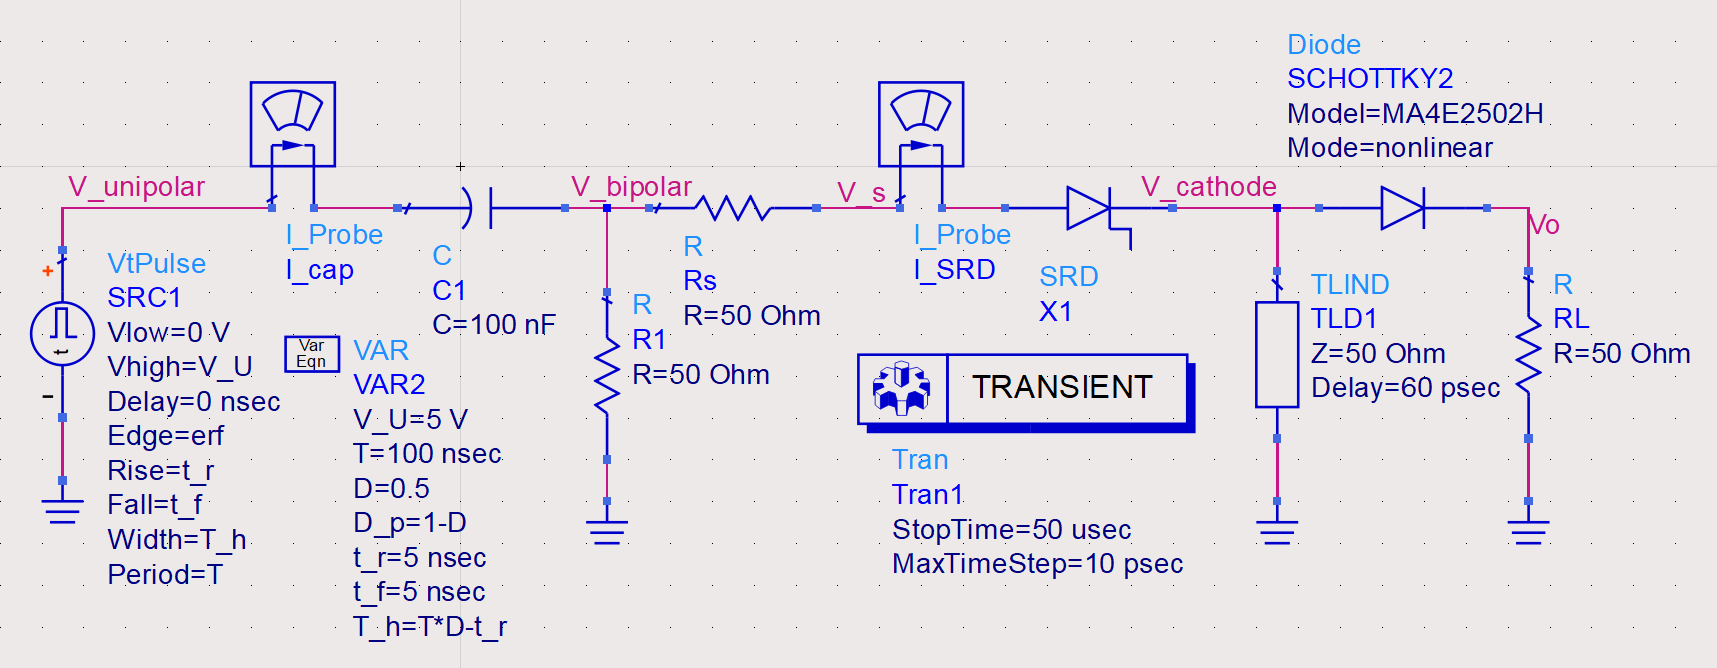 Diode
SCHOTTKY2
Model=MA4E2502H
Mode=nonlinear
V_unipolar
V_bipolar
V_s
V_cathode
Vo
I_Probe
I_cap
I_Probe
I_SRD
VtPulse
SRC1
Vlow=0 V
Vhigh=V_U
Delay=0 nsec
Edge=erf
Rise=t_r
Fall=t_f
Width=T_h
Period=T
+
t
-
C
C1
C=100 nF
Var
Eqn
VAR
VAR2
V_U=5 V
T=100 nsec
D=0.5
D_p=1-D
t_r=5 nsec
t_f=5 nsec
T_h=T*D-t_r
R
R1
R=50 Ohm
R
Rs
R=50 Ohm
SRD
X1
TRANSIENT
Tran
Tran1
StopTime=50 usec
MaxTimeStep=10 psec
TLIND
TLD1
Z=50 Ohm
Delay=60 psec
R
RL
R=50 Ohm